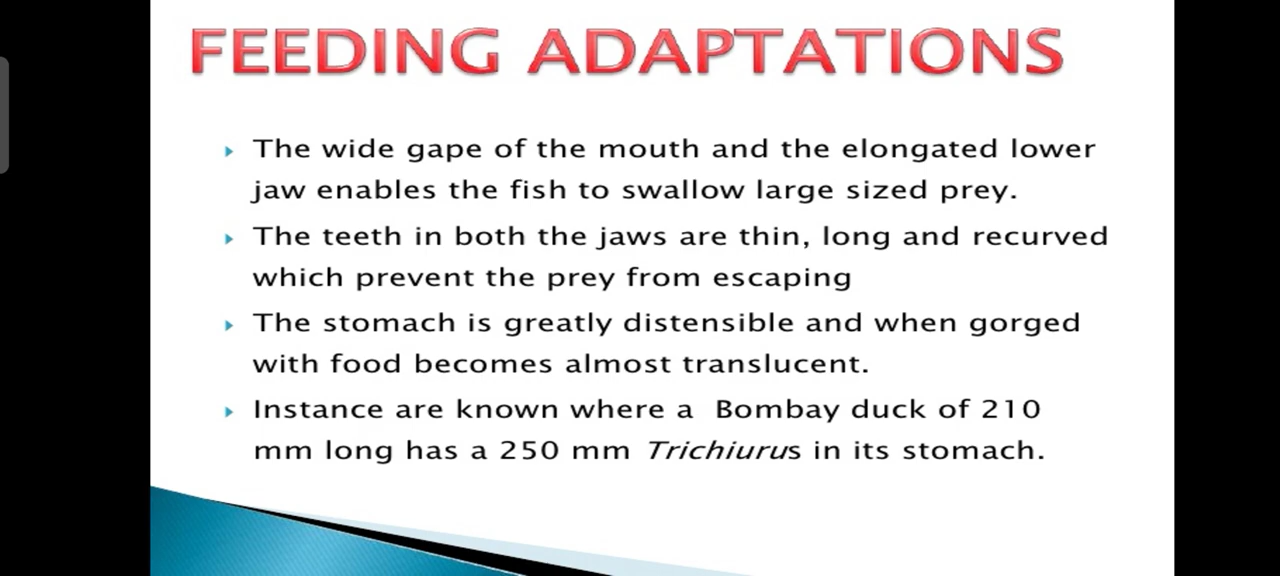 FEEDING ADAPTATIONS
The wide gape of the mouth and the elongated lower
jaw enables the fish to swallow large sized prey.
The teeth in both the jaws are thin, long and recurved
which prevent the prey from escaping
The stomach is greatly distensible and when gorged
with food becomes almost translucent.
Instance are known where a Bombay duck of 210
mm long has a 250 mm Trichiurus in its stomach.